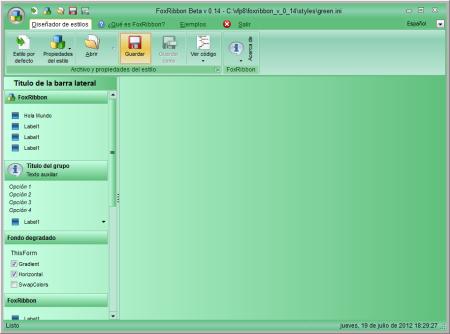 FoxRibbon Beta v 0.14 - C:\vfp8\foxribbon_v_0_14\styles\green.ini
Diseñador de estilos ¿Qué es FoxRibbon? Ejemplos Salir Español
Estilo por defecto
Propiedades del estilo
Abrir
Guardar
Guardar como
Ver código
Acerca de
Archivo y propiedades del estilo FoxRibbon
Titulo de la barra lateral
FoxRibbon
Hola Mundo
Label1
Label1
Label1
Titulo del grupo
Texto auxiliar
Opción 1
Opción 2
Opción 3
Opción 4
Label1
Fondo degradado
ThisForm
Gradient
Horizontal
SwapColors
FoxRibbon
Label1
Listo jueves, 19 de julio de 2012 18:29:27